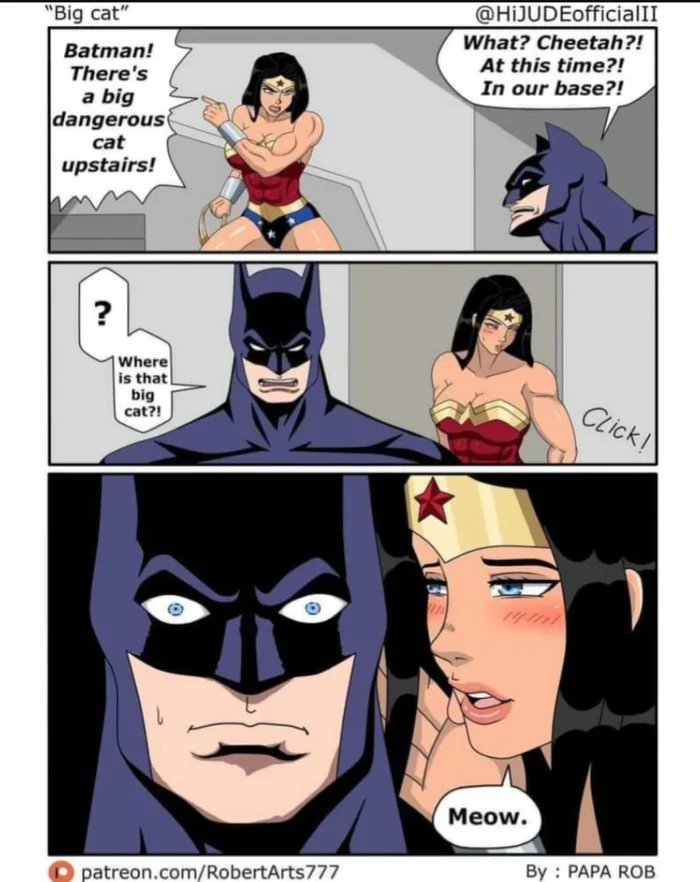 "Big cat"
@HiJUDEofficialII
Batman!
There's
a big
dangerous
cat
upstairs!
What? Cheetah?!
At this time?!
In our base?!
?
Where
is that
big
cat?!
Click!
Meow.
patreon.com/RobertArts777
By : PAPA ROB